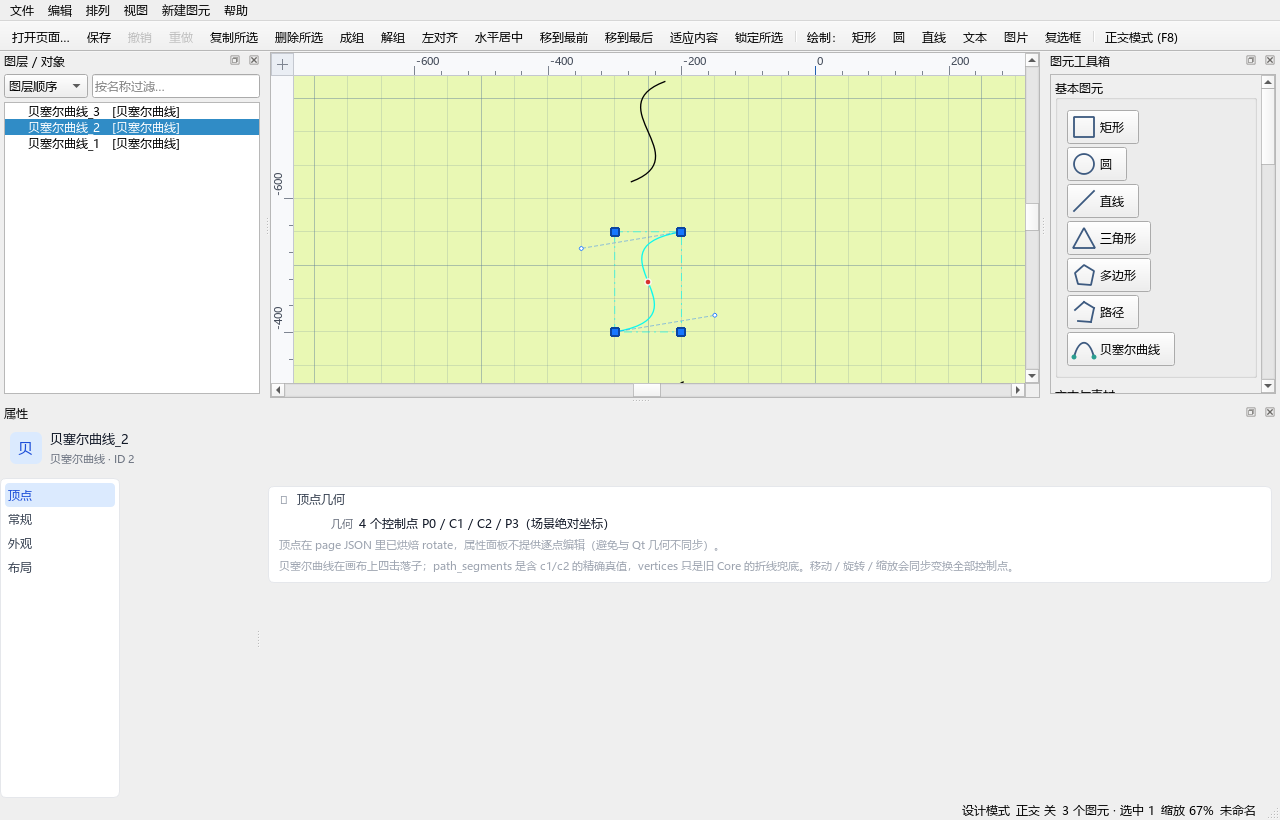 文件 编辑 排列 视图 新建图元 帮助
打开页面... 保存 撤销 重做 复制所选 删除所选 成组 解组 左对齐 水平居中 移到最前 移到最后 适应内容 锁定所选 绘制： 矩形 圆 直线 文本 图片 复选框 正交模式 (F8)
图层 / 对象
图层顺序 按名称过滤...
贝塞尔曲线_3 [贝塞尔曲线]
贝塞尔曲线_2 [贝塞尔曲线]
贝塞尔曲线_1 [贝塞尔曲线]
-600 -400 -200 0 200
-600
-400
图元工具箱
基本图元
矩形
圆
直线
三角形
多边形
路径
贝塞尔曲线
属性
贝
贝塞尔曲线_2
贝塞尔曲线 · ID 2
顶点
常规
外观
布局
顶点几何
几何 4 个控制点 P0 / C1 / C2 / P3（场景绝对坐标）
顶点在 page JSON 里已烘焙 rotate，属性面板不提供逐点编辑（避免与 Qt 几何不同步）。
贝塞尔曲线在画布上四击落子；path_segments 是含 c1/c2 的精确真值，vertices 只是旧 Core 的折线兜底。移动 / 旋转 / 缩放会同步变换全部控制点。
设计模式 正交 关 3 个图元 · 选中 1 缩放 67% 未命名